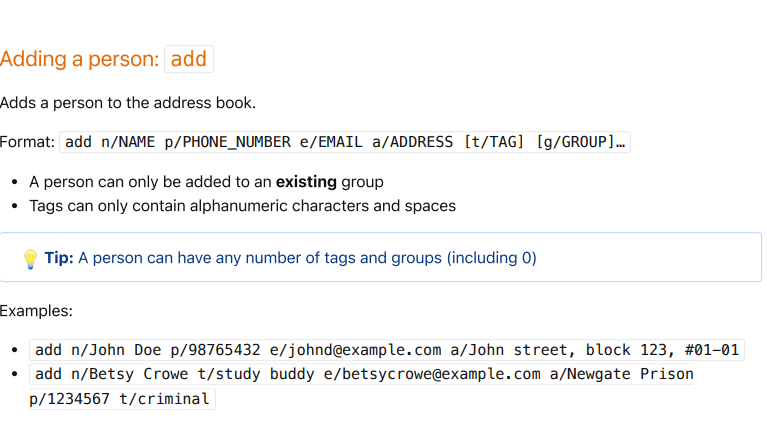 Adding a person: add
Adds a person to the address book.
Format: add n/NAME p/PHONE_NUMBER e/EMAIL a/ADDRESS [t/TAG] [g/GROUP]…
• A person can only be added to an existing group
• Tags can only contain alphanumeric characters and spaces
💡 Tip: A person can have any number of tags and groups (including 0)
Examples:
• add n/John Doe p/98765432 e/johnd@example.com a/John street, block 123, #01-01
• add n/Betsy Crowe t/study buddy e/betsycrowe@example.com a/Newgate Prison
p/1234567 t/criminal